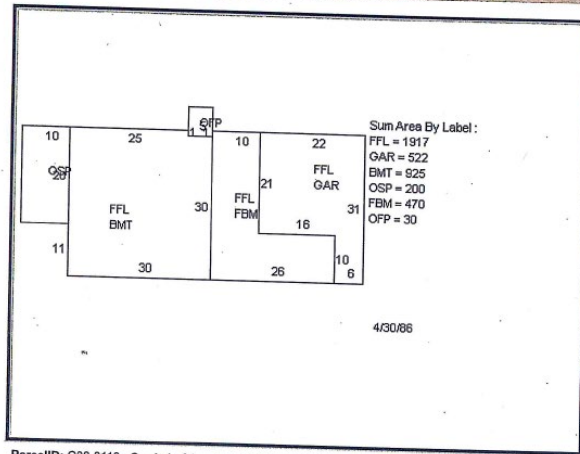 OFP
10
25
1
5
1
10
22
OSP
20
FFL
BMT
30
FFL
FBM
21
FFL
GAR
31
16
11
30
26
10
6
Sum Area By Label :
FFL = 1917
GAR = 522
BMT = 925
OSP = 200
FBM = 470
OFP = 30
4/30/86